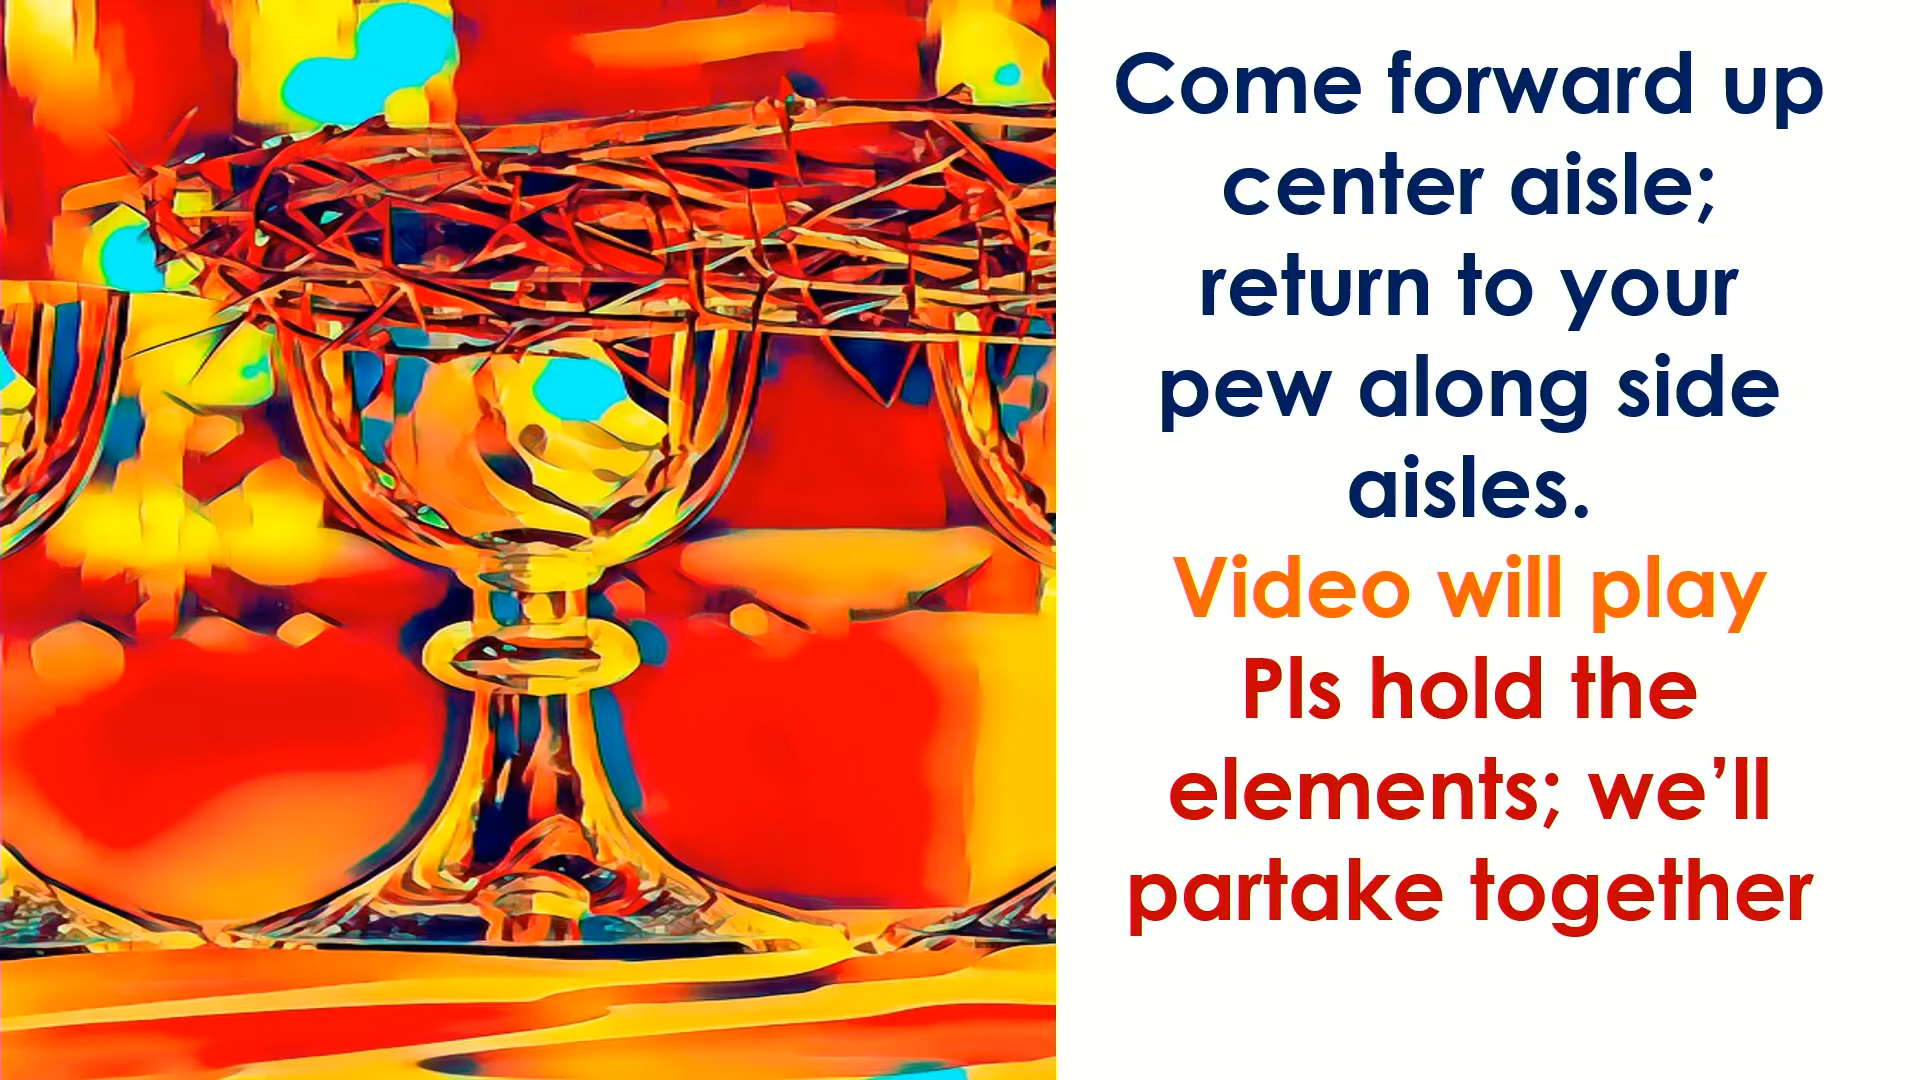 Come forward up
center aisle;
return to your
pew along side
aisles.
Video will play
Pls hold the
elements; we’ll
partake together